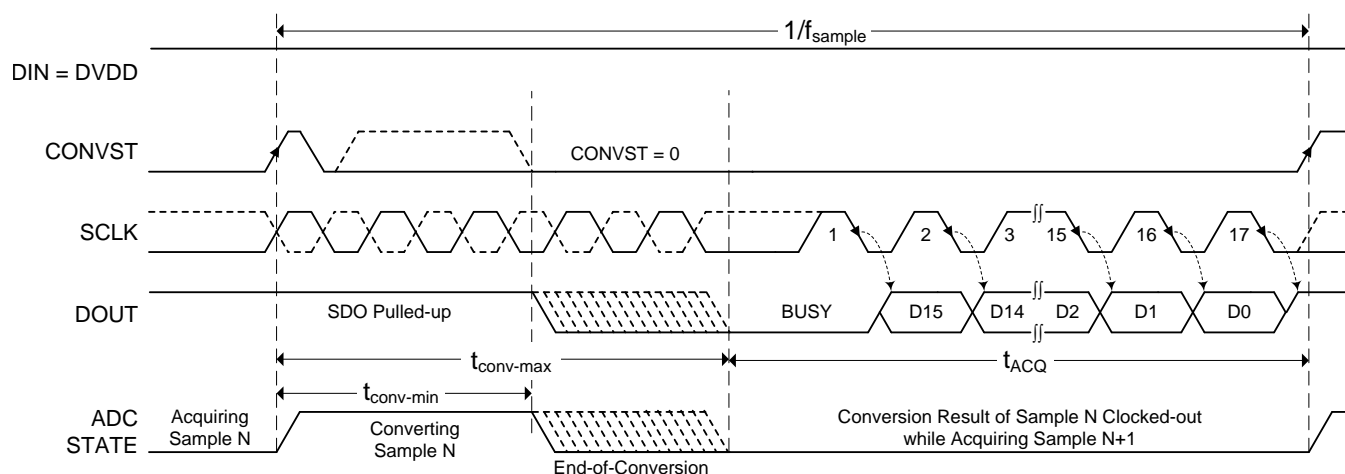 1/fsample
DIN = DVDD
CONVST
CONVST = 0
SCLK
1 2 3 ∫∫ 15 16 17
DOUT
SDO Pulled-up
BUSY D15 D14 ∫∫ D2 D1 D0
tconv-max
tACQ
tconv-min
ADC
STATE
Acquiring
Sample N
Converting
Sample N
End-of-Conversion
Conversion Result of Sample N Clocked-out
while Acquiring Sample N+1